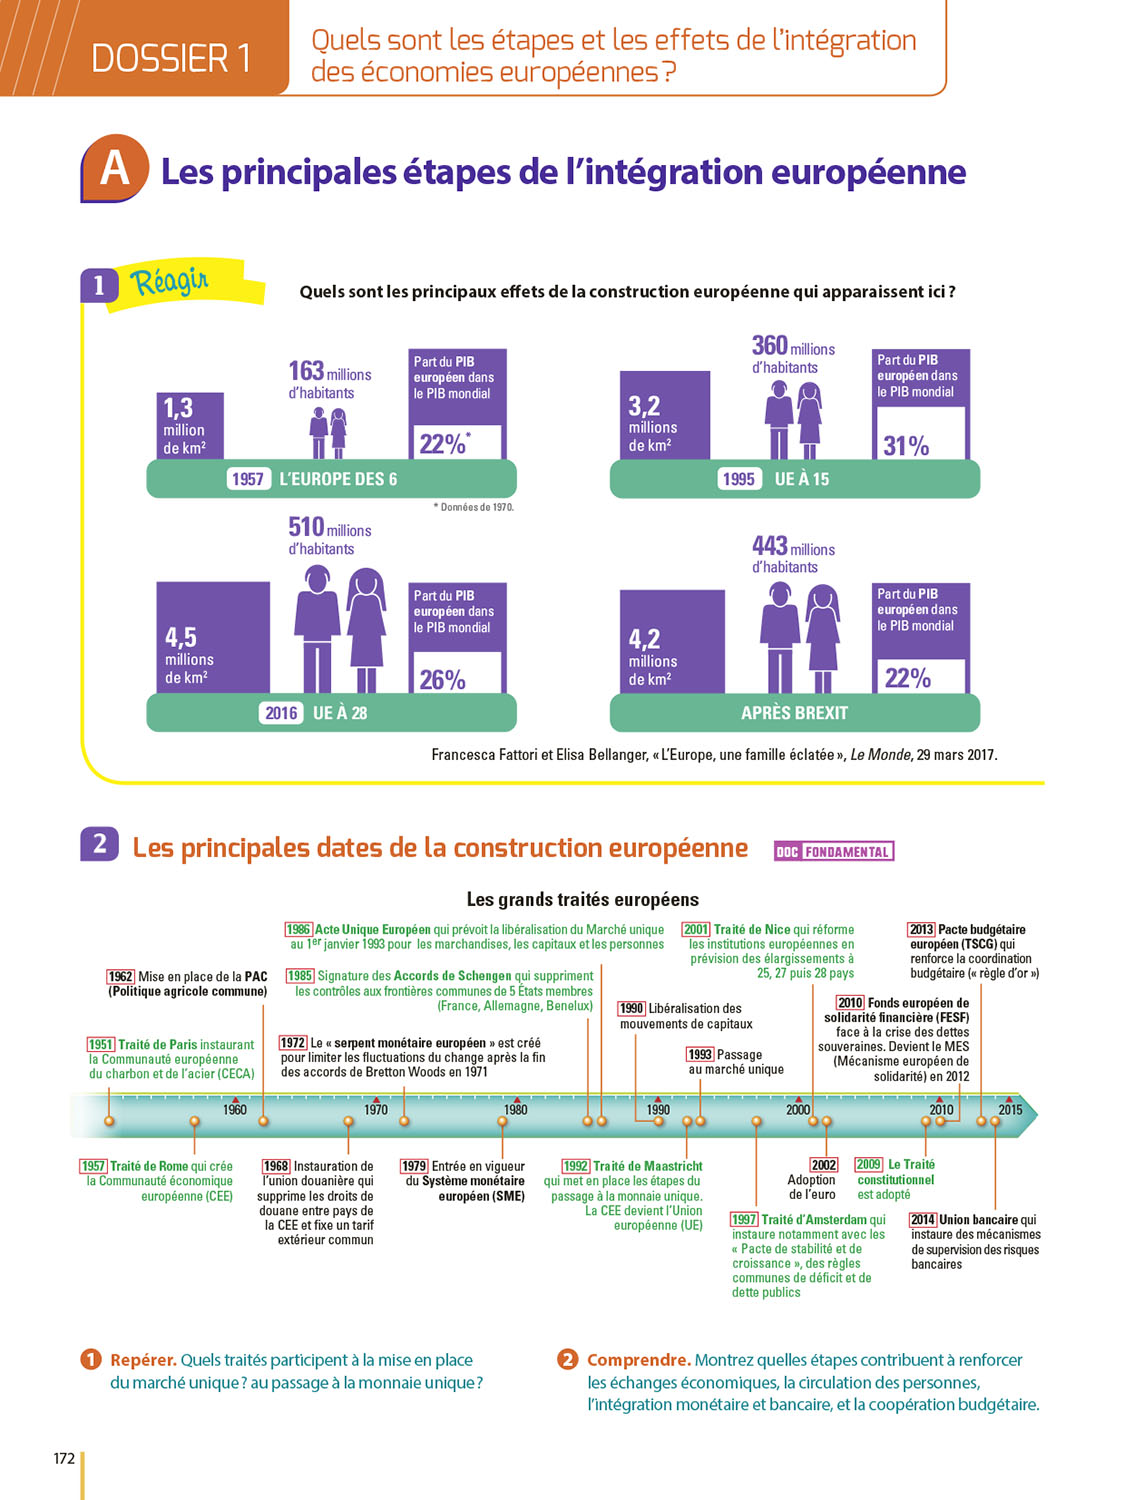 DOSSIER 1
Quels sont les étapes et les effets de l'intégration
des économies européennes ?
A
Les principales étapes de l'intégration européenne
1
Réagir
Quels sont les principaux effets de la construction européenne qui apparaissent ici ?
1,3
million
de km²
163 millions
d'habitants
Part du PIB
européen dans
le PIB mondial
22%*
1957 L'EUROPE DES 6
* Données de 1970.
3,2
millions
de km²
360 millions
d'habitants
Part du PIB
européen dans
le PIB mondial
31%
1995 UE À 15
4,5
millions
de km²
510 millions
d'habitants
Part du PIB
européen dans
le PIB mondial
26%
2016 UE À 28
4,2
millions
de km²
443 millions
d'habitants
Part du PIB
européen dans
le PIB mondial
22%
APRÈS BREXIT
Francesca Fattori et Elisa Bellanger, « L'Europe, une famille éclatée », Le Monde, 29 mars 2017.
2
Les principales dates de la construction européenne
DOC FONDAMENTAL
Les grands traités européens
1986 Acte Unique Européen qui prévoit la libéralisation du Marché unique
au 1er janvier 1993 pour les marchandises, les capitaux et les personnes
2001 Traité de Nice qui réforme
les institutions européennes en
prévision des élargissements à
25, 27 puis 28 pays
2013 Pacte budgétaire
européen (TSCG) qui
renforce la coordination
budgétaire (« règle d'or »)
1962 Mise en place de la PAC
(Politique agricole commune)
1985 Signature des Accords de Schengen qui suppriment
les contrôles aux frontières communes de 5 États membres
(France, Allemagne, Benelux)
1990 Libéralisation des
mouvements de capitaux
2010 Fonds européen de
solidarité financière (FESF)
face à la crise des dettes
souveraines. Devient le MES
(Mécanisme européen de
solidarité) en 2012
1951 Traité de Paris instaurant
la Communauté européenne
du charbon et de l'acier (CECA)
1972 Le « serpent monétaire européen » est créé
pour limiter les fluctuations du change après la fin
des accords de Bretton Woods en 1971
1993 Passage
au marché unique
1960
1970
1980
1990
2000
2010
2015
1957 Traité de Rome qui crée
la Communauté économique
européenne (CEE)
1968 Instauration de
l'union douanière qui
supprime les droits de
douane entre pays de
la CEE et fixe un tarif
extérieur commun
1979 Entrée en vigueur
du Système monétaire
européen (SME)
1992 Traité de Maastricht
qui met en place les étapes du
passage à la monnaie unique.
La CEE devient l'Union
européenne (UE)
2002
Adoption
de l'euro
2009 Le Traité
constitutionnel
est adopté
1997 Traité d'Amsterdam qui
instaure notamment avec les
« Pacte de stabilité et de
croissance », des règles
communes de déficit et de
dette publics
2014 Union bancaire qui
instaure des mécanismes
de supervision des risques
bancaires
1 Repérer. Quels traités participent à la mise en place
du marché unique ? au passage à la monnaie unique ?
2 Comprendre. Montrez quelles étapes contribuent à renforcer
les échanges économiques, la circulation des personnes,
l'intégration monétaire et bancaire, et la coopération budgétaire.
172